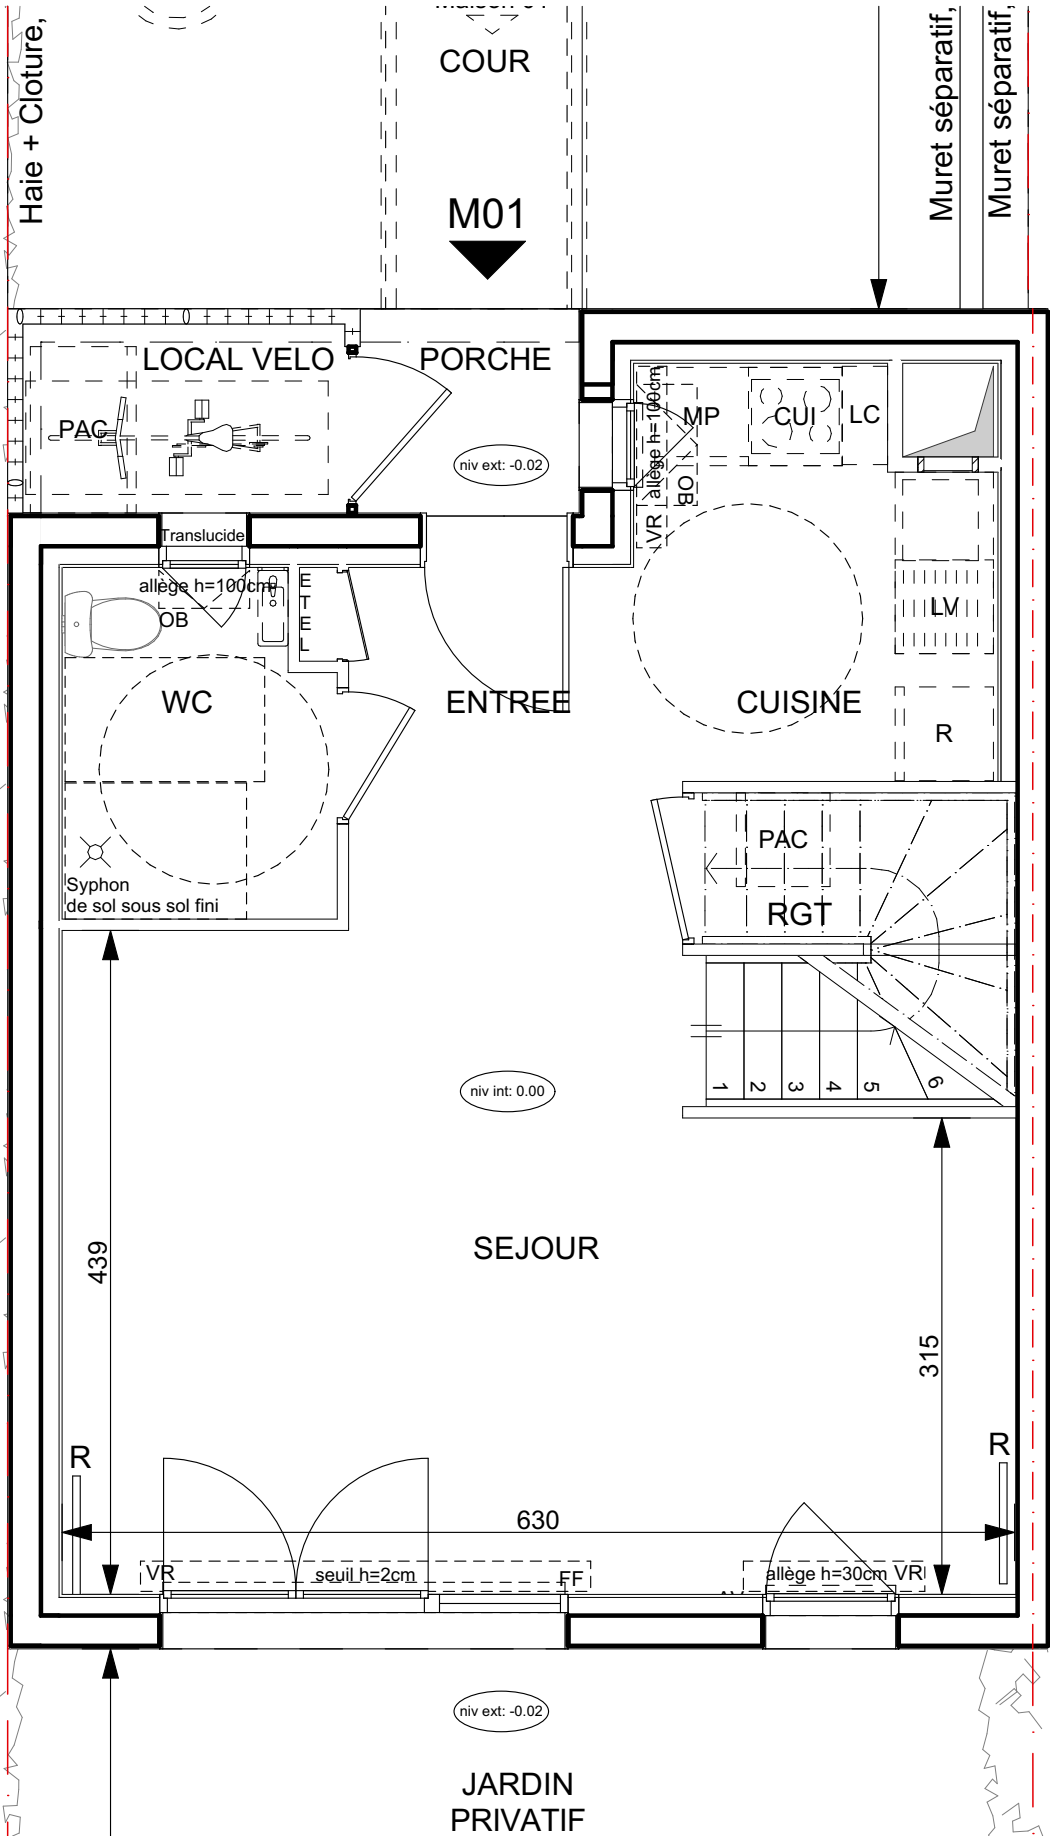 Haie + Cloture,
COUR
Muret séparatif,
Muret séparatif,
M01
LOCAL VELO
PORCHE
PAC
niv ext: -0.02
VR allège h=100cm
OB
MP
CUI
LC
Translucide
allège h=100cm
OB
ETEL
LV
WC
ENTREE
CUISINE
R
PAC
RGT
Syphon
de sol sous sol fini
1
2
3
4
5
6
niv int: 0.00
SEJOUR
439
315
R
R
630
VR
seuil h=2cm
FF
allège h=30cm VR
niv ext: -0.02
JARDIN
PRIVATIF